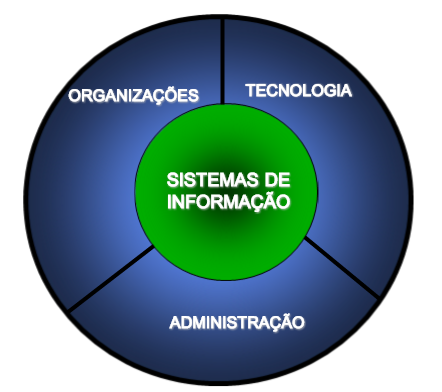 ORGANIZAÇÕES
TECNOLOGIA
SISTEMAS DE
INFORMAÇÃO
ADMINISTRAÇÃO